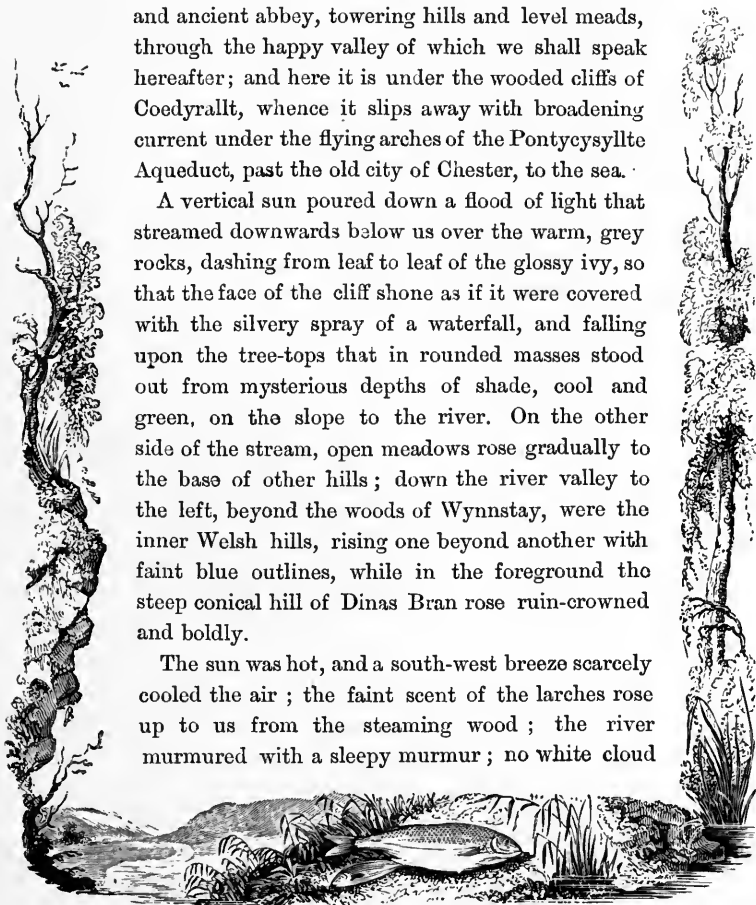 and ancient abbey, towering hills and level meads,
through the happy valley of which we shall speak
hereafter; and here it is under the wooded cliffs of
Coedyrallt, whence it slips away with broadening
current under the flying arches of the Pontycysyllte
Aqueduct, past the old city of Chester, to the sea.
A vertical sun poured down a flood of light that
streamed downwards below us over the warm, grey
rocks, dashing from leaf to leaf of the glossy ivy, so
that the face of the cliff shone as if it were covered
with the silvery spray of a waterfall, and falling
upon the tree-tops that in rounded masses stood
out from mysterious depths of shade, cool and
green, on the slope to the river. On the other
side of the stream, open meadows rose gradually to
the base of other hills; down the river valley to
the left, beyond the woods of Wynnstay, were the
inner Welsh hills, rising one beyond another with
faint blue outlines, while in the foreground the
steep conical hill of Dinas Bran rose ruin-crowned
and boldly.
The sun was hot, and a south-west breeze scarcely
cooled the air; the faint scent of the larches rose
up to us from the steaming wood; the river
murmured with a sleepy murmur; no white cloud